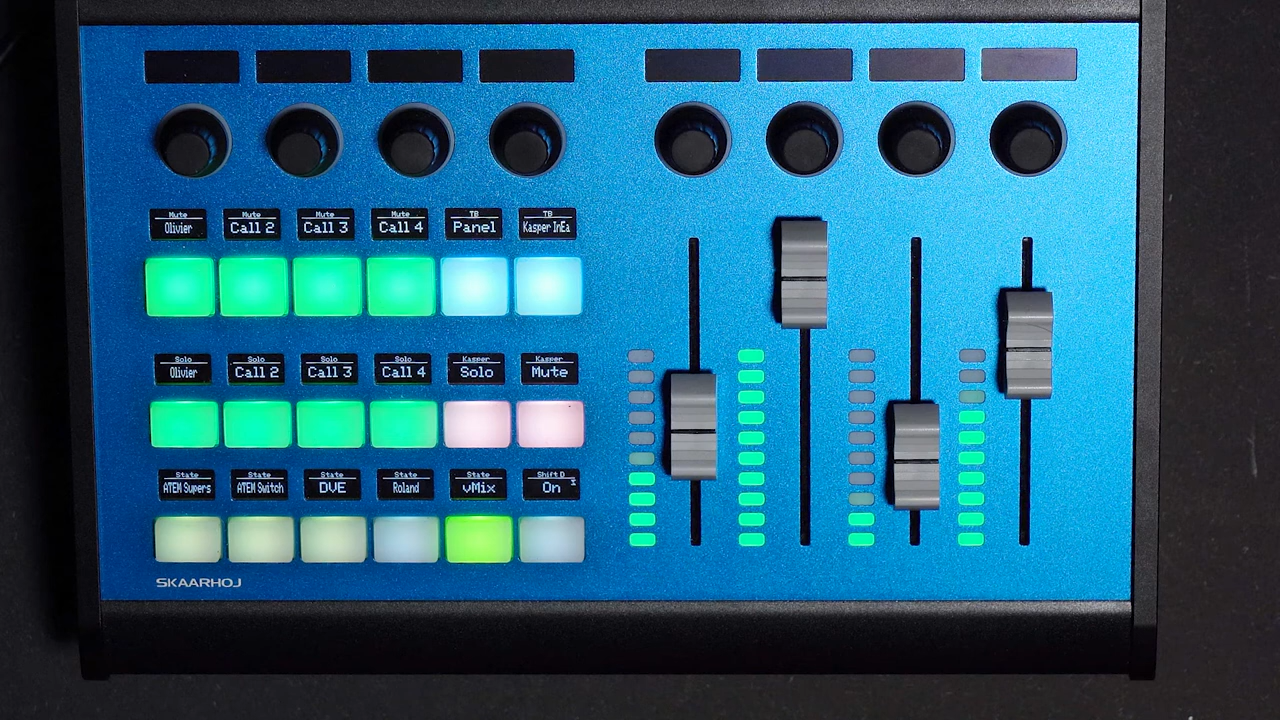 Mute Mute Mute Mute TB TB
Olivier Call 2 Call 3 Call 4 Panel Kasper InEa
Solo Solo Solo Solo Kasper Kasper
Olivier Call 2 Call 3 Call 4 Solo Mute
State State State State State Shift D 3
ATEM Supers ATEM Switch DVE Roland vMix On
SKAARHOJ